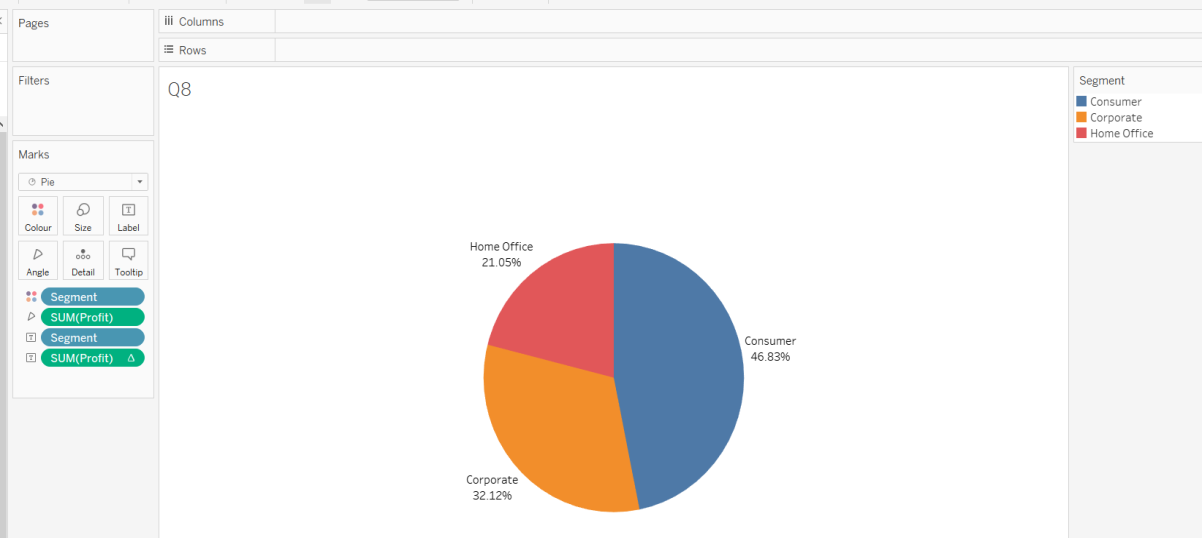 Pages
Columns
Rows
Filters
Q8
Segment
Consumer
Corporate
Home Office
Marks
Pie
Colour
Size
T
Label
Angle
Detail
Tooltip
Segment
SUM(Profit)
T
Segment
T
SUM(Profit)
Home Office
21.05%
Consumer
46.83%
Corporate
32.12%